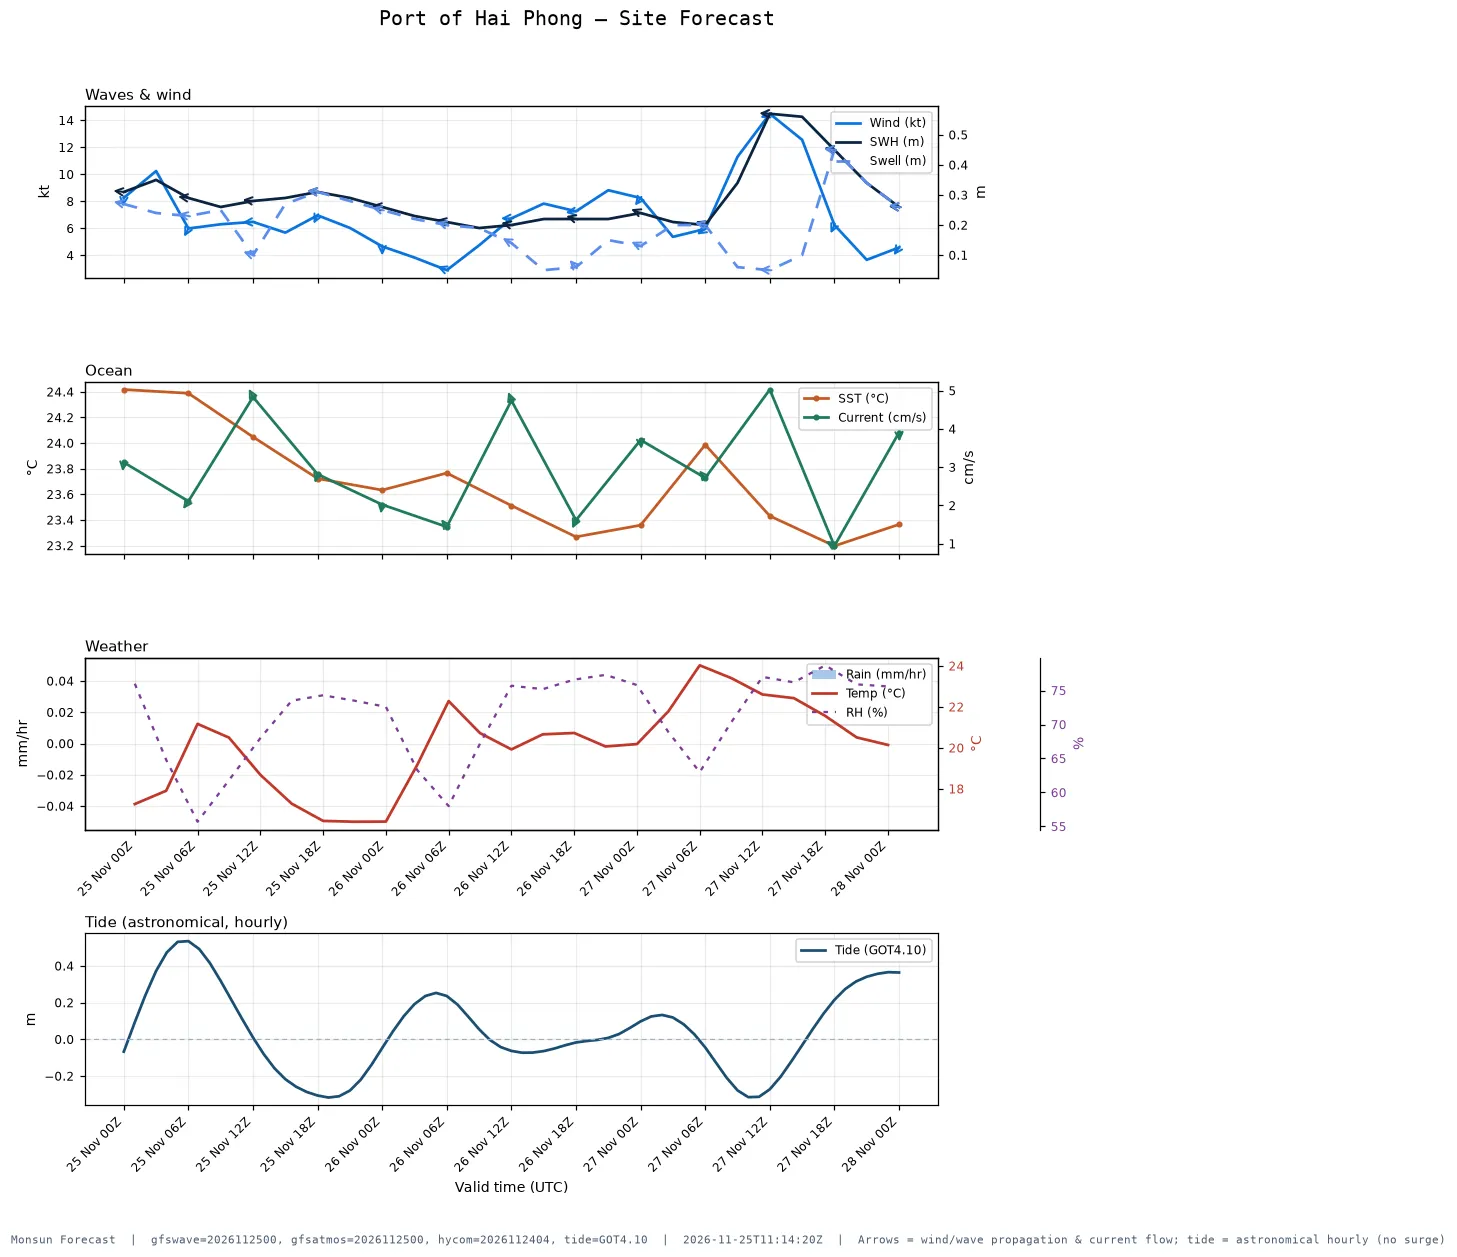 Port of Hai Phong — Site Forecast
Waves & wind
14
12
10
8
6
4
kt
0.5
0.4
0.3
0.2
0.1
m
Wind (kt)
SWH (m)
Swell (m)
Ocean
24.4
24.2
24.0
23.8
23.6
23.4
23.2
°C
5
4
3
2
1
cm/s
SST (°C)
Current (cm/s)
Weather
0.04
0.02
0.00
−0.02
−0.04
mm/hr
24
22
20
18
°C
75
70
65
60
55
%
Rain (mm/hr)
Temp (°C)
RH (%)
25 Nov 00Z
25 Nov 06Z
25 Nov 12Z
25 Nov 18Z
26 Nov 00Z
26 Nov 06Z
26 Nov 12Z
26 Nov 18Z
27 Nov 00Z
27 Nov 06Z
27 Nov 12Z
27 Nov 18Z
28 Nov 00Z
Tide (astronomical, hourly)
0.4
0.2
0.0
−0.2
m
Tide (GOT4.10)
25 Nov 00Z
25 Nov 06Z
25 Nov 12Z
25 Nov 18Z
26 Nov 00Z
26 Nov 06Z
26 Nov 12Z
26 Nov 18Z
27 Nov 00Z
27 Nov 06Z
27 Nov 12Z
27 Nov 18Z
28 Nov 00Z
Valid time (UTC)
Monsun Forecast | gfswave=2026112500, gfsatmos=2026112500, hycom=2026112404, tide=GOT4.10 | 2026-11-25T11:14:20Z | Arrows = wind/wave propagation & current flow; tide = astronomical hourly (no surge)